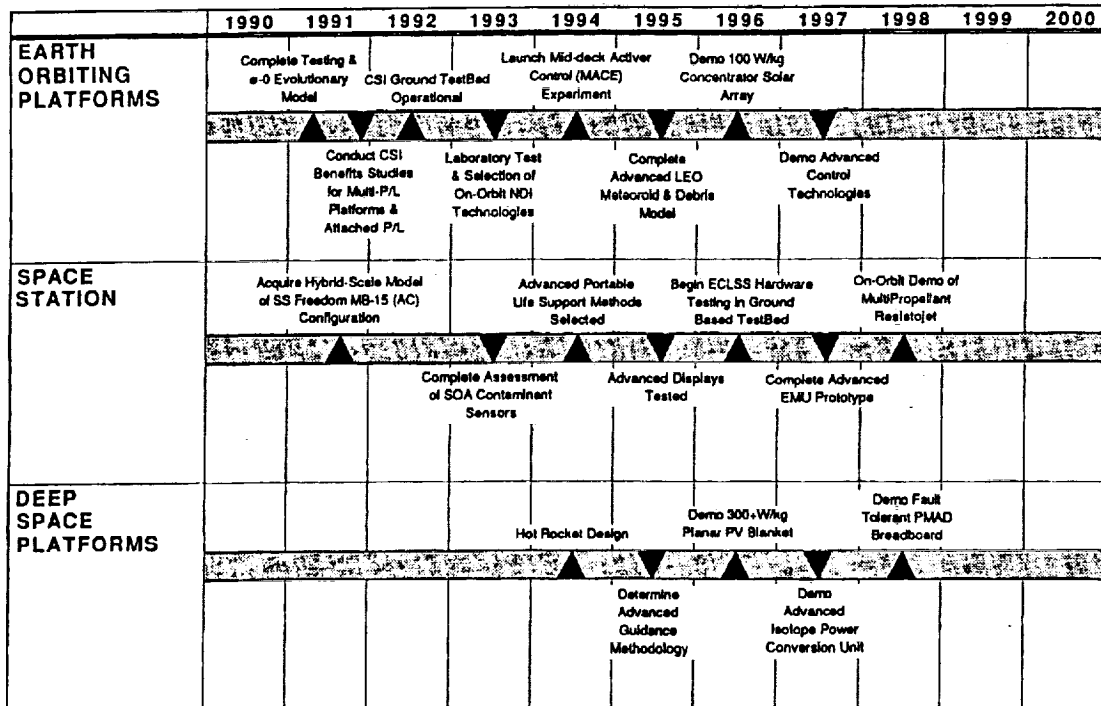 1990 1991 1992 1993 1994 1995 1996 1997 1998 1999 2000
EARTH
ORBITING
PLATFORMS
Complete Testing &
ø-0 Evolutionary
Model
CSI Ground TestBed
Operational
Launch Mid-deck Activer
Control (MACE)
Experiment
Demo 100 W/kg
Concentrator Solar
Array
Conduct CSI
Benefits Studies
for Multi-P/L
Platforms &
Attached P/L
Laboratory Test
& Selection of
On-Orbit NDI
Technologies
Complete
Advanced LEO
Meteoroid & Debris
Model
Demo Advanced
Control
Technologies
SPACE
STATION
Acquire Hybrid-Scale Model
of SS Freedom MB-15 (AC)
Configuration
Advanced Portable
Life Support Methods
Selected
Begin ECLSS Hardware
Testing in Ground
Based TestBed
On-Orbit Demo of
MultiPropellant
Resistojet
Complete Assessment
of SOA Contaminant
Sensors
Advanced Displays
Tested
Complete Advanced
EMU Prototype
DEEP
SPACE
PLATFORMS
Hot Rocket Design
Demo 300+W/kg
Planar PV Blanket
Demo Fault
Tolerant PMAD
Breadboard
Determine
Advanced
Guidance
Methodology
Demo
Advanced
Isotope Power
Conversion Unit